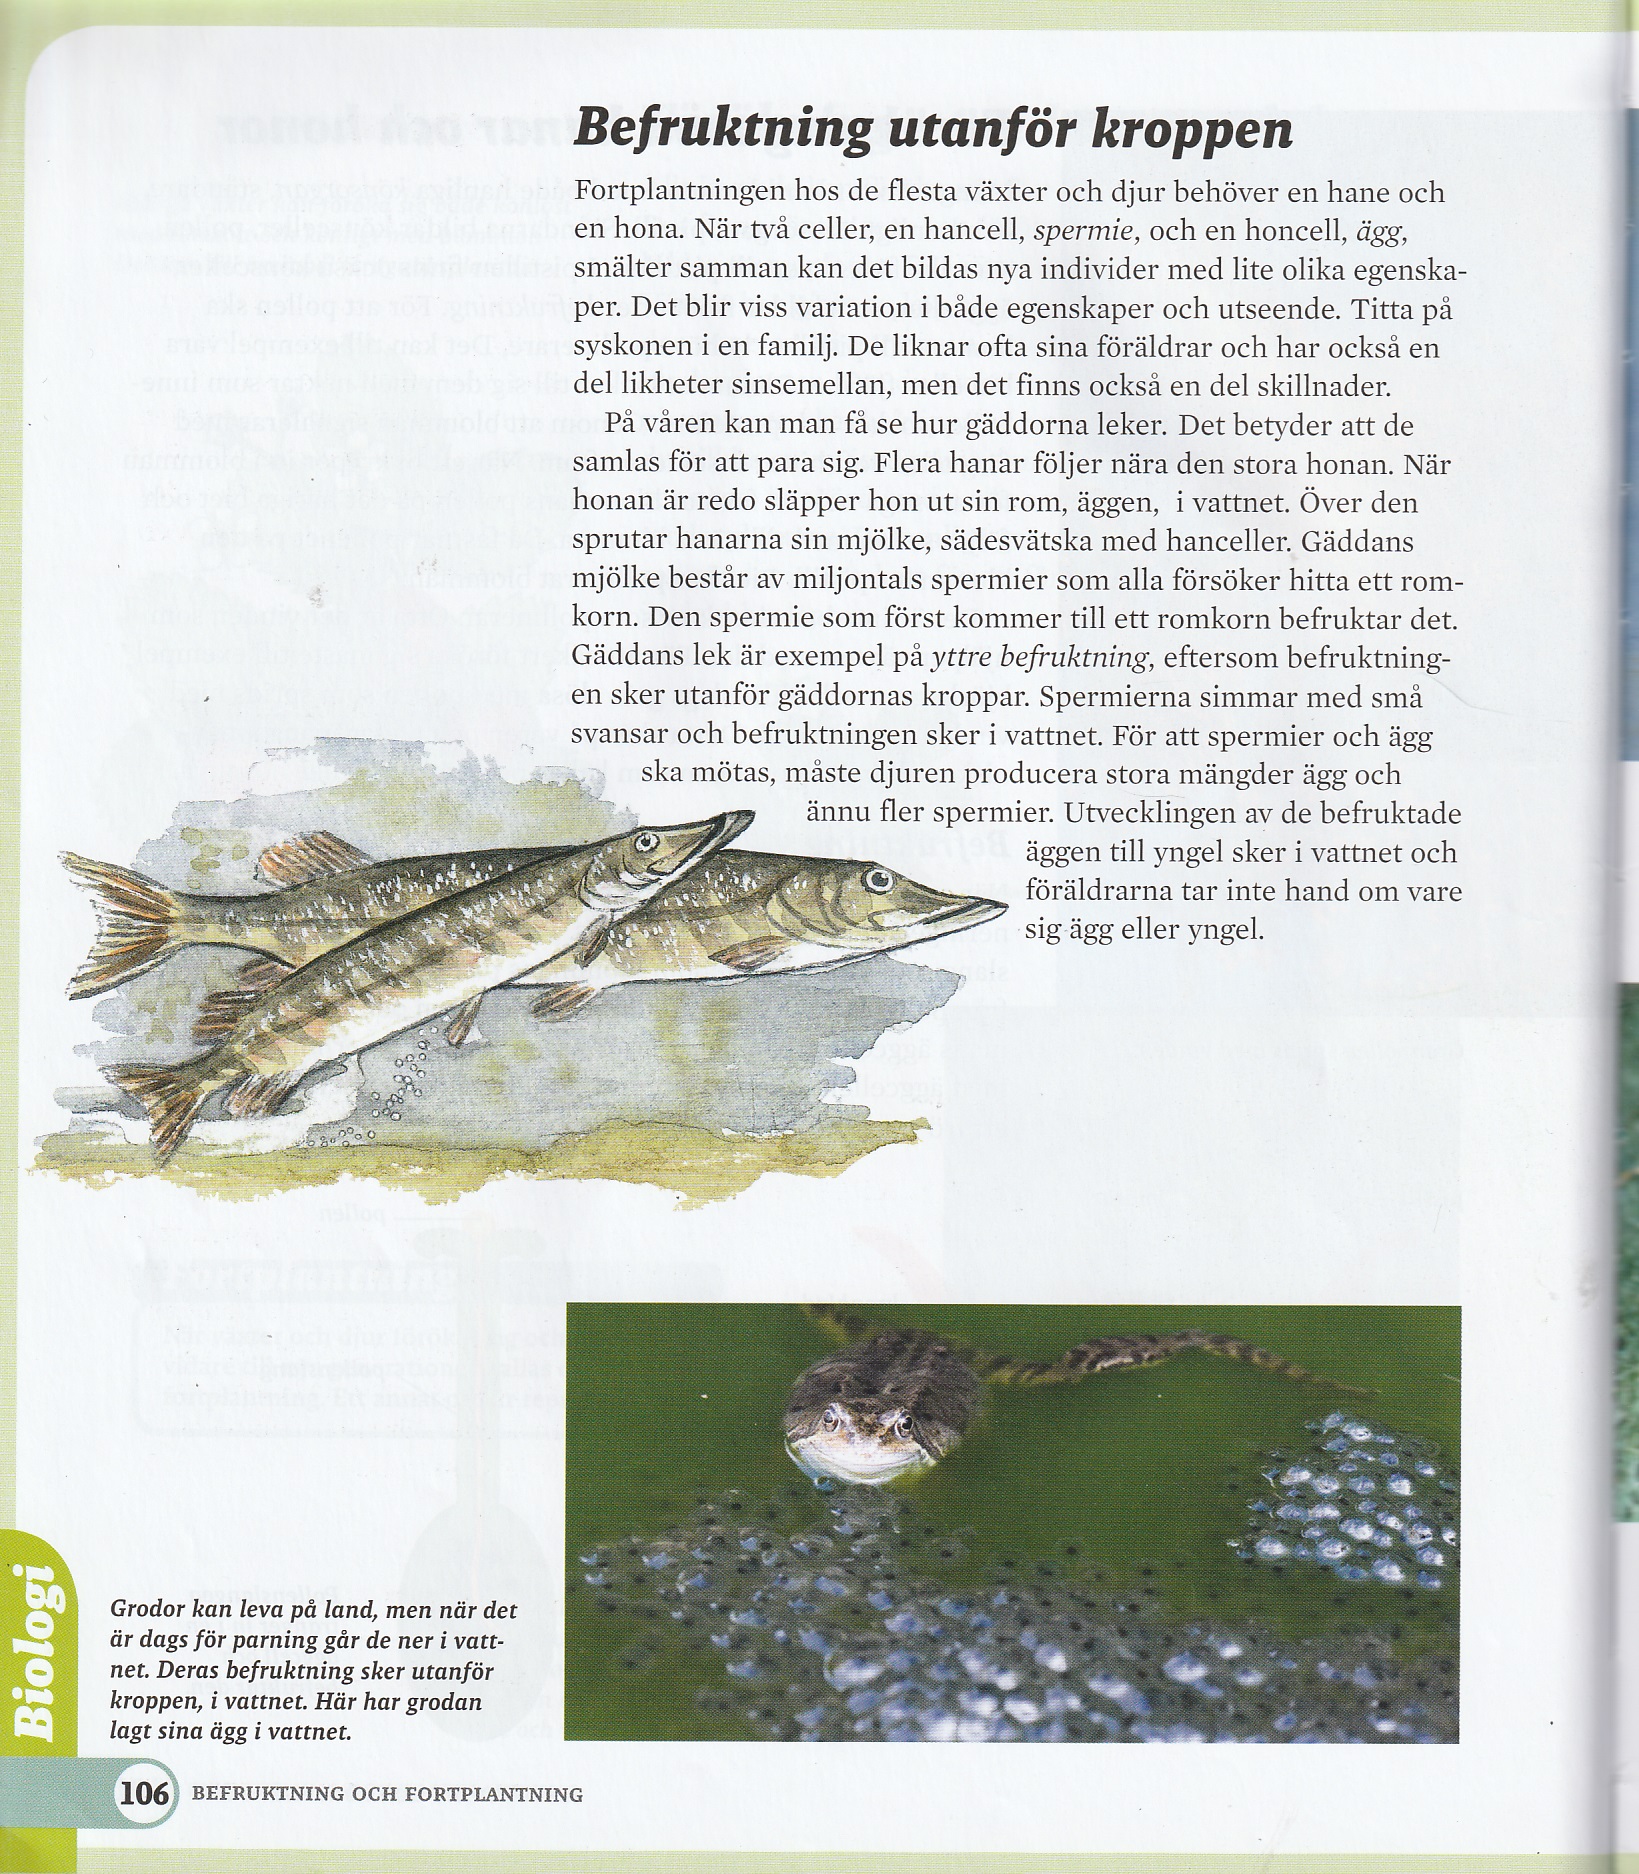 Befruktning utanför kroppen
Fortplantningen hos de flesta växter och djur behöver en hane och
en hona. När två celler, en hancell, spermie, och en honcell, ägg,
smälter samman kan det bildas nya individer med lite olika egenska-
per. Det blir viss variation i både egenskaper och utseende. Titta på
syskonen i en familj. De liknar ofta sina föräldrar och har också en
del likheter sinsemellan, men det finns också en del skillnader.
På våren kan man få se hur gäddorna leker. Det betyder att de
samlas för att para sig. Flera hanar följer nära den stora honan. När
honan är redo släpper hon ut sin rom, äggen, i vattnet. Över den
sprutar hanarna sin mjölke, sädesvätska med hanceller. Gäddans
mjölke består av miljontals spermier som alla försöker hitta ett rom-
korn. Den spermie som först kommer till ett romkorn befruktar det.
Gäddans lek är exempel på yttre befruktning, eftersom befruktning-
en sker utanför gäddornas kroppar. Spermierna simmar med små
svansar och befruktningen sker i vattnet. För att spermier och ägg
ska mötas, måste djuren producera stora mängder ägg och
ännu fler spermier. Utvecklingen av de befruktade
äggen till yngel sker i vattnet och
föräldrarna tar inte hand om vare
sig ägg eller yngel.
Grodor kan leva på land, men när det
är dags för parning går de ner i vatt-
net. Deras befruktning sker utanför
kroppen, i vattnet. Här har grodan
lagt sina ägg i vattnet.
Biologi
106 BEFRUKTNING OCH FORTPLANTNING